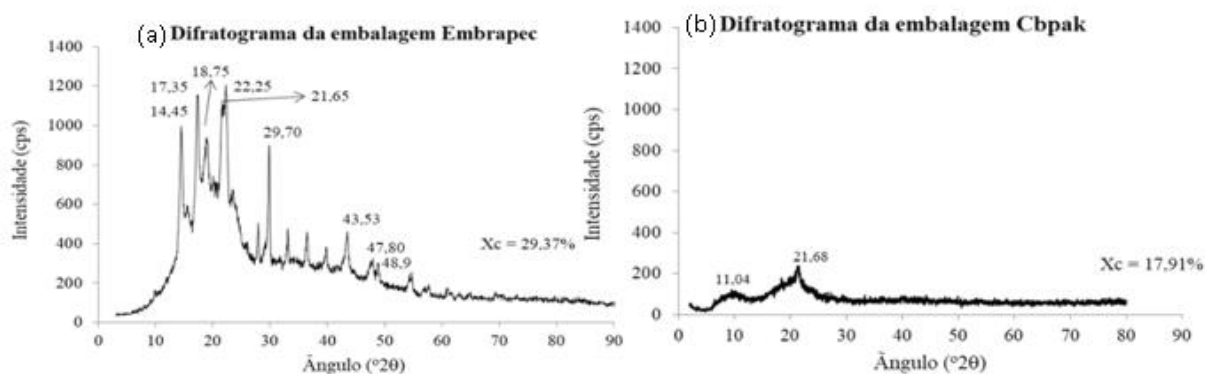 (a) Difratograma da embalagem Embrapec
1400
1200
1000
800
600
400
200
0
Intensidade (cps)
18,75
17,35
22,25
21,65
14,45
29,70
43,53
47,80
48,9
Xc = 29,37%
0 10 20 30 40 50 60 70 80 90
Ãngulo (°2θ)
(b) Difratograma da embalagem Cbpak
1400
1200
1000
800
600
400
200
0
Intensidade (cps)
11,04
21,68
Xc = 17,91%
0 10 20 30 40 50 60 70 80 90
Ãngulo (°2θ)